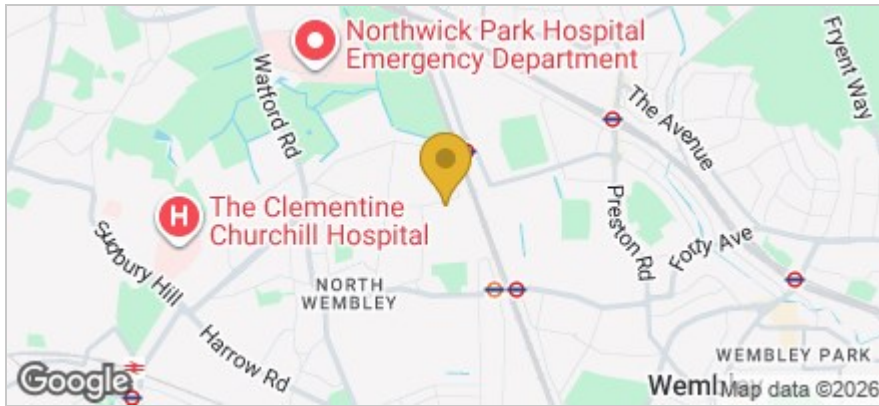 Northwick Park Hospital
Emergency Department
Watford Rd
The Avenue
Fryent Way
H
The Clementine
Churchill Hospital
Preston Rd
Forty Ave
Sudbury Hill
NORTH
WEMBLEY
Harrow Rd
WEMBLEY PARK
Google
Map data ©2026